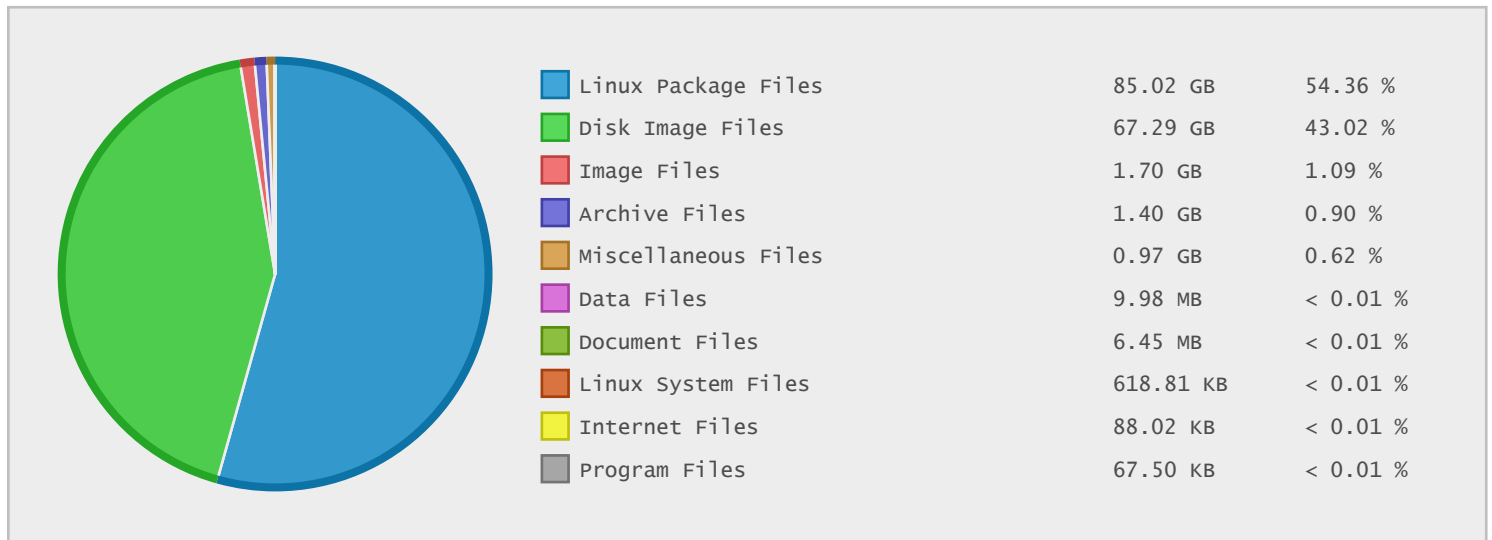 Linux Package Files 85.02 GB 54.36 %
Disk Image Files 67.29 GB 43.02 %
Image Files 1.70 GB 1.09 %
Archive Files 1.40 GB 0.90 %
Miscellaneous Files 0.97 GB 0.62 %
Data Files 9.98 MB < 0.01 %
Document Files 6.45 MB < 0.01 %
Linux System Files 618.81 KB < 0.01 %
Internet Files 88.02 KB < 0.01 %
Program Files 67.50 KB < 0.01 %